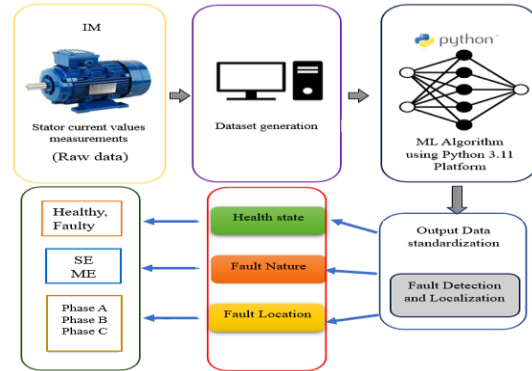 IM
Stator current values
measurements
(Raw data)
Dataset generation
python™
ML Algorithm
using Python 3.11
Platform
Output Data
standardization
Fault Detection
and Localization
Health state
Fault Nature
Fault Location
Healthy,
Faulty
SE
ME
Phase A
Phase B
Phase C